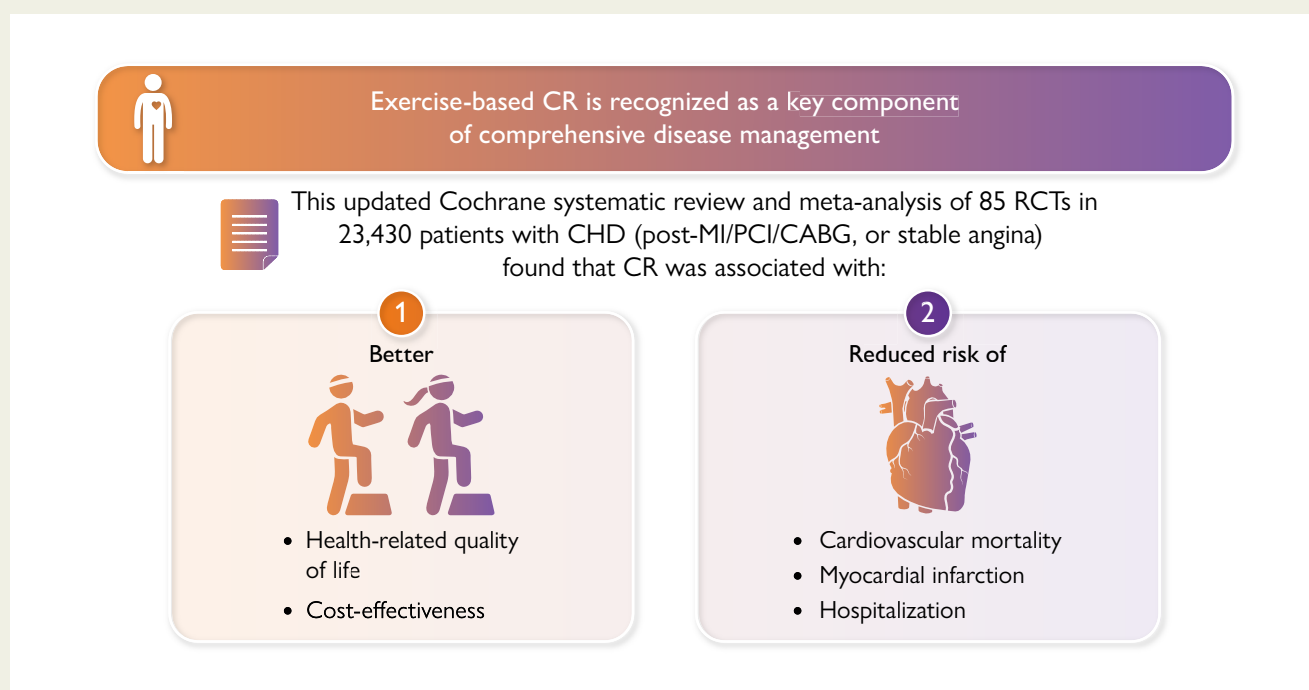 Exercise-based CR is recognized as a key component
of comprehensive disease management
This updated Cochrane systematic review and meta-analysis of 85 RCTs in
23,430 patients with CHD (post-MI/PCI/CABG, or stable angina)
found that CR was associated with:
1
Better
• Health-related quality
of life
• Cost-effectiveness
2
Reduced risk of
• Cardiovascular mortality
• Myocardial infarction
• Hospitalization